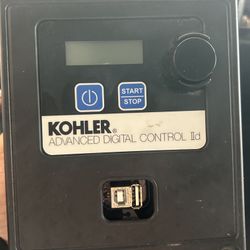 START
STOP
KOHLER®
ADVANCED DIGITAL CONTROL IId